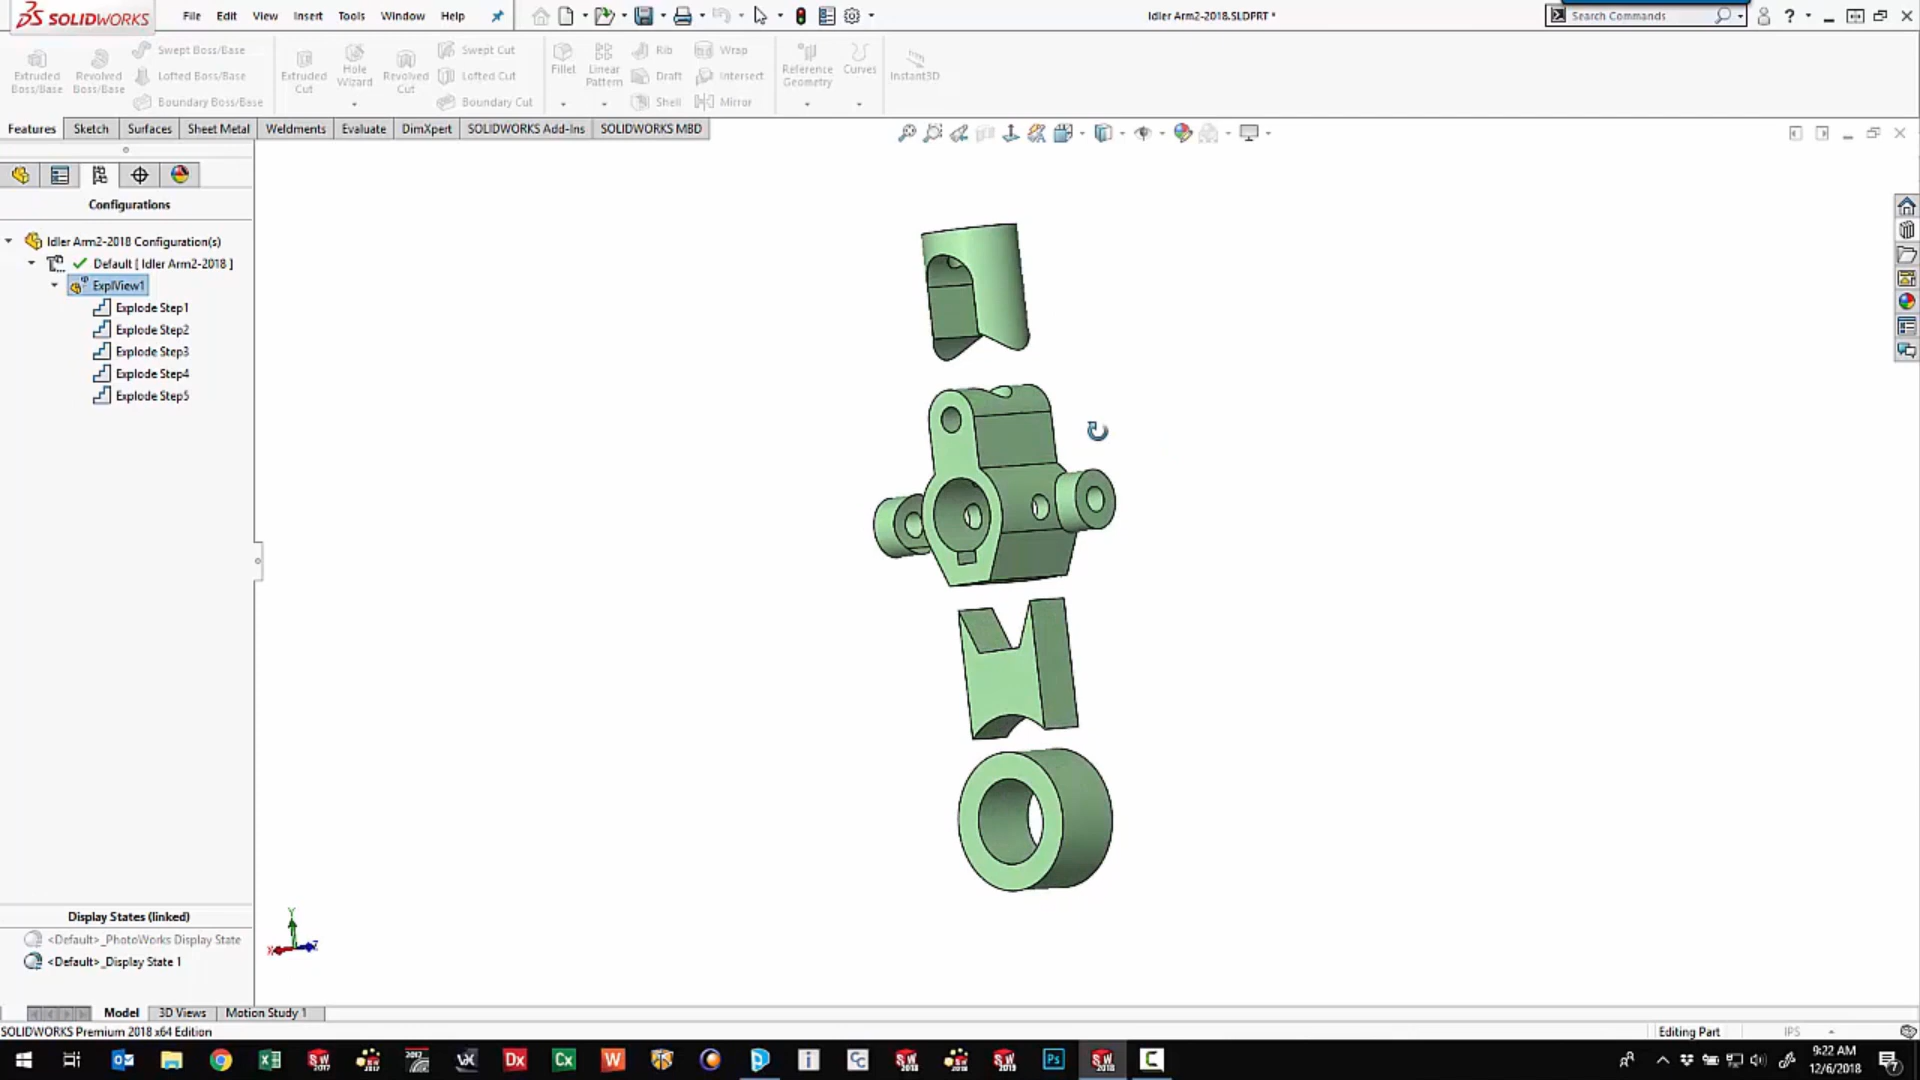 SOLIDWORKS File Edit View Insert Tools Window Help Idler Arm2-2018.SLDPRT * Search Commands ?
Extruded Boss/Base Revolved Boss/Base Swept Boss/Base Lofted Boss/Base Boundary Boss/Base Extruded Cut Hole Wizard Revolved Cut Swept Cut Lofted Cut Boundary Cut Fillet Linear Pattern Rib Draft Shell Wrap Intersect Mirror Reference Geometry Curves Instant3D
Features Sketch Surfaces Sheet Metal Weldments Evaluate DimXpert SOLIDWORKS Add-Ins SOLIDWORKS MBD
Configurations
Idler Arm2-2018 Configuration(s)
Default [ Idler Arm2-2018 ]
ExplView1
Explode Step1
Explode Step2
Explode Step3
Explode Step4
Explode Step5
Display States (linked)
<Default>_PhotoWorks Display State
<Default>_Display State 1
Y
X Z
Model 3D Views Motion Study 1
SOLIDWORKS Premium 2018 x64 Edition Editing Part IPS
9:22 AM
12/6/2018